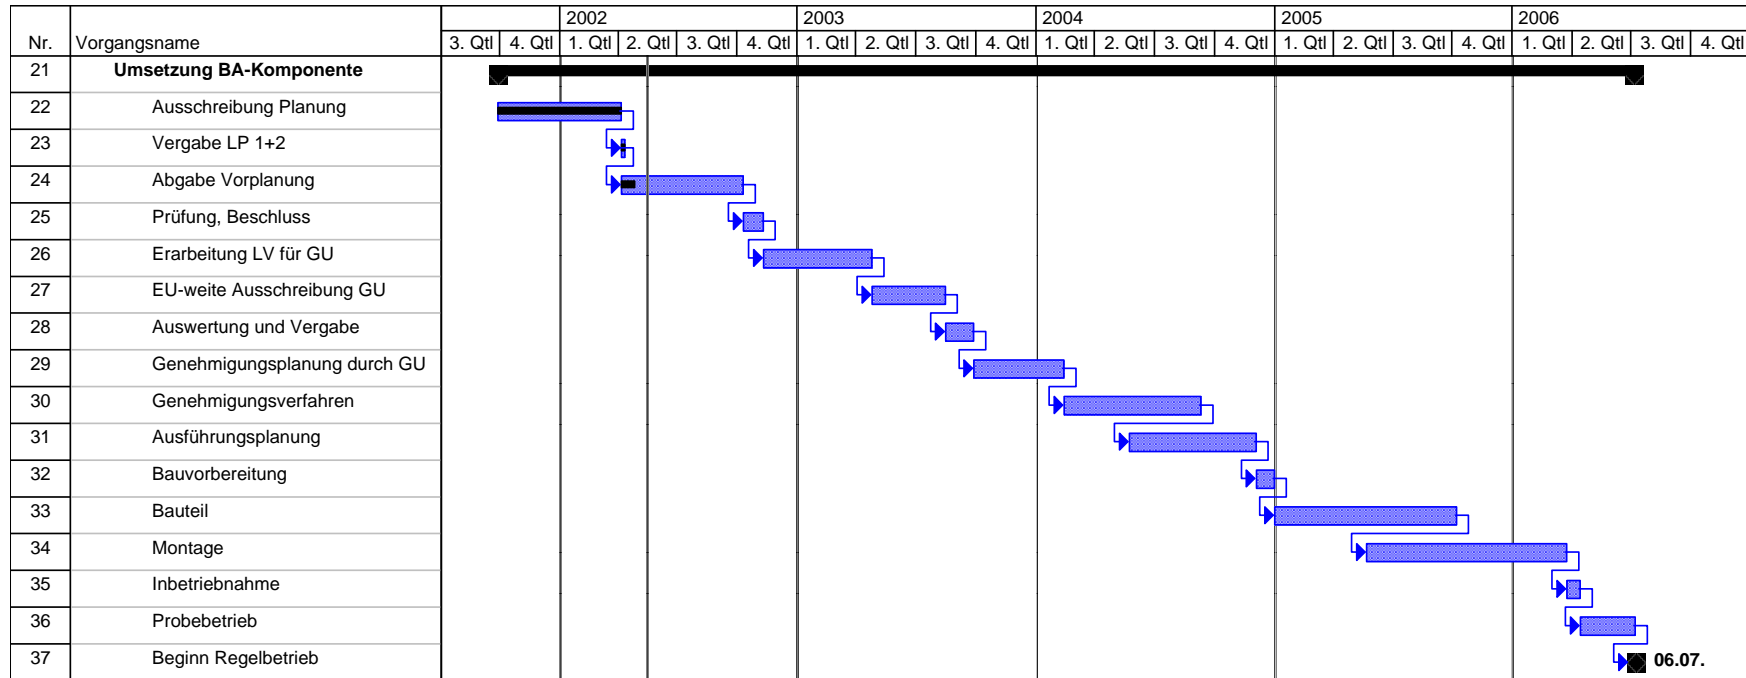 2002 2003 2004 2005 2006
Nr. Vorgangsname 3. Qtl 4. Qtl 1. Qtl 2. Qtl 3. Qtl 4. Qtl 1. Qtl 2. Qtl 3. Qtl 4. Qtl 1. Qtl 2. Qtl 3. Qtl 4. Qtl 1. Qtl 2. Qtl 3. Qtl 4. Qtl 1. Qtl 2. Qtl 3. Qtl 4. Qtl
21 Umsetzung BA-Komponente
22 Ausschreibung Planung
23 Vergabe LP 1+2
24 Abgabe Vorplanung
25 Prüfung, Beschluss
26 Erarbeitung LV für GU
27 EU-weite Ausschreibung GU
28 Auswertung und Vergabe
29 Genehmigungsplanung durch GU
30 Genehmigungsverfahren
31 Ausführungsplanung
32 Bauvorbereitung
33 Bauteil
34 Montage
35 Inbetriebnahme
36 Probebetrieb
37 Beginn Regelbetrieb 06.07.